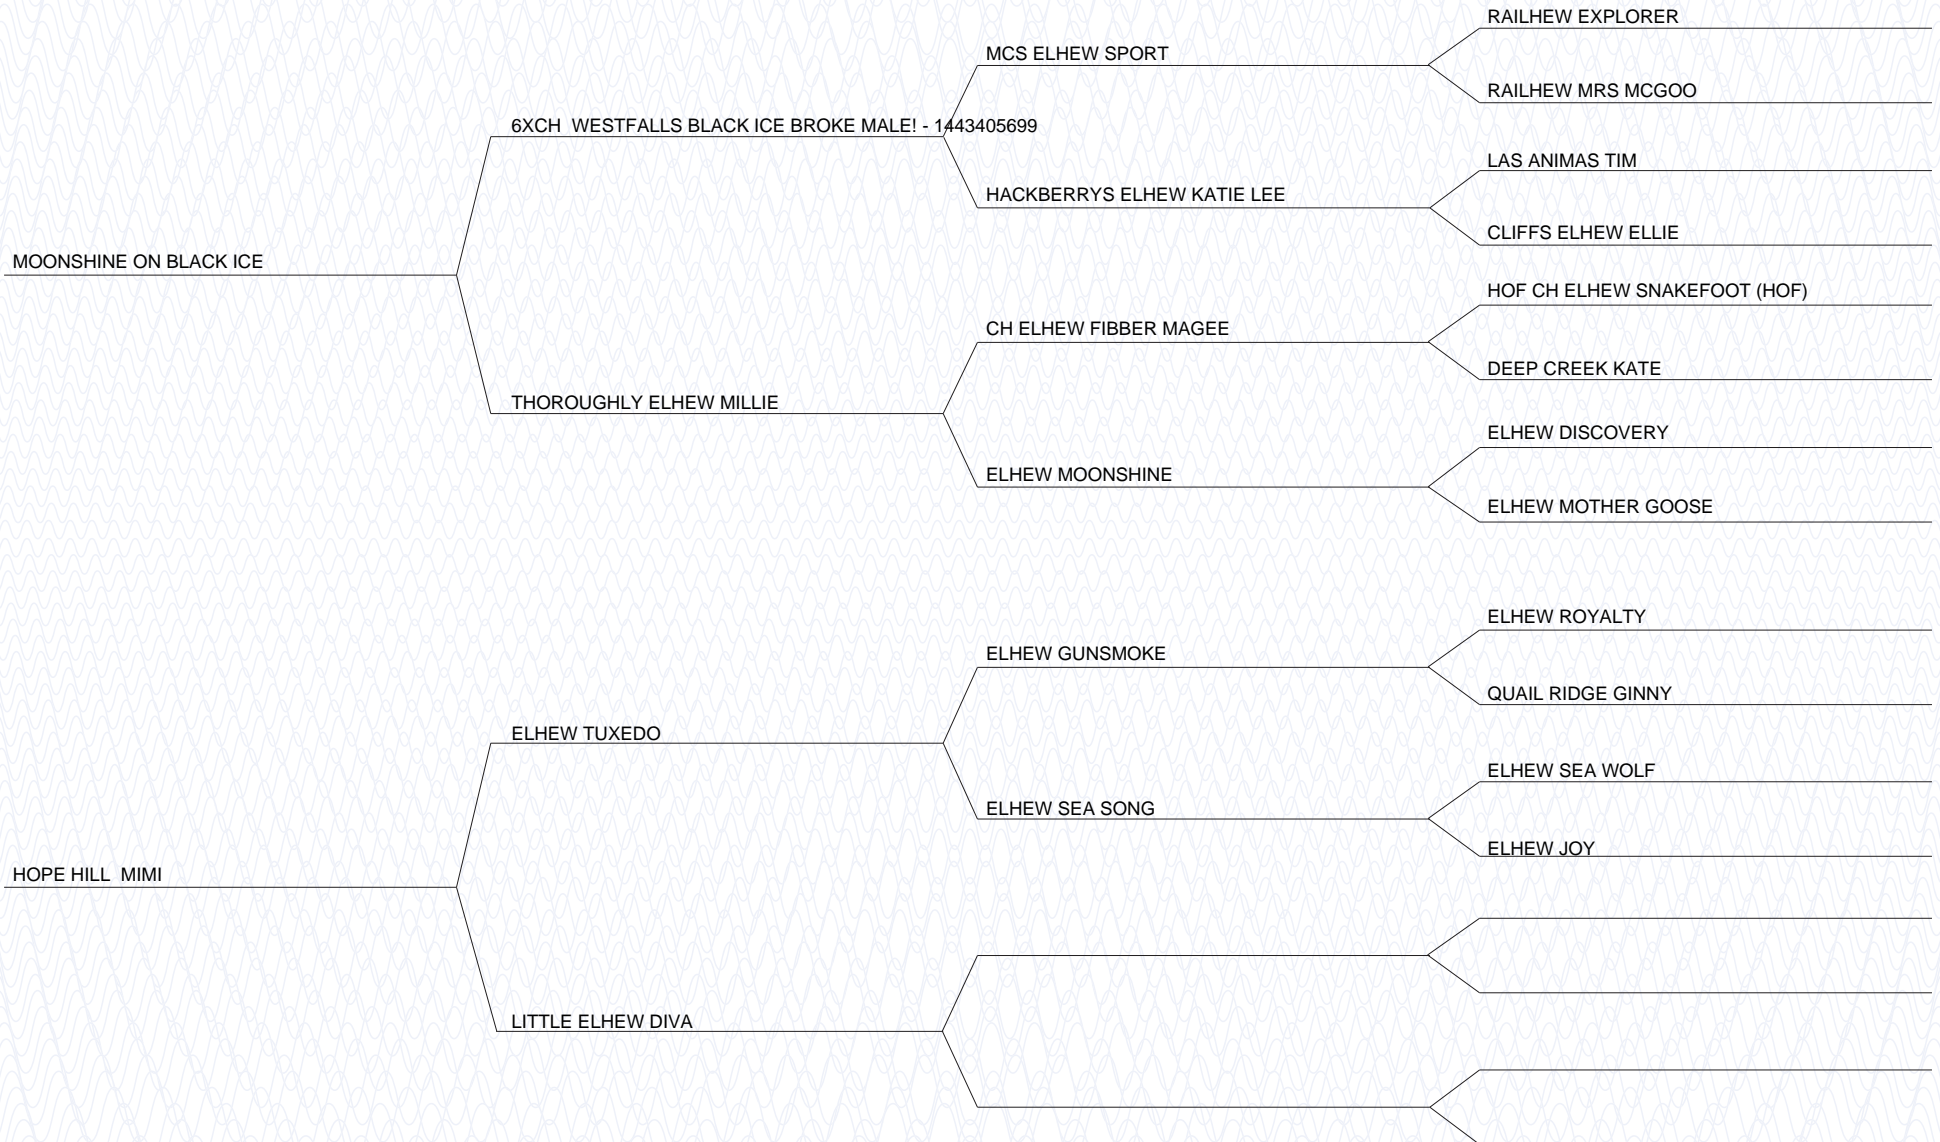 RAILHEW EXPLORER
MCS ELHEW SPORT
RAILHEW MRS MCGOO
6XCH  WESTFALLS BLACK ICE BROKE MALE! - 1443405699
LAS ANIMAS TIM
HACKBERRYS ELHEW KATIE LEE
CLIFFS ELHEW ELLIE
MOONSHINE ON BLACK ICE
HOF CH ELHEW SNAKEFOOT (HOF)
CH ELHEW FIBBER MAGEE
DEEP CREEK KATE
THOROUGHLY ELHEW MILLIE
ELHEW DISCOVERY
ELHEW MOONSHINE
ELHEW MOTHER GOOSE
ELHEW ROYALTY
ELHEW GUNSMOKE
QUAIL RIDGE GINNY
ELHEW TUXEDO
ELHEW SEA WOLF
ELHEW SEA SONG
ELHEW JOY
HOPE HILL  MIMI
LITTLE ELHEW DIVA